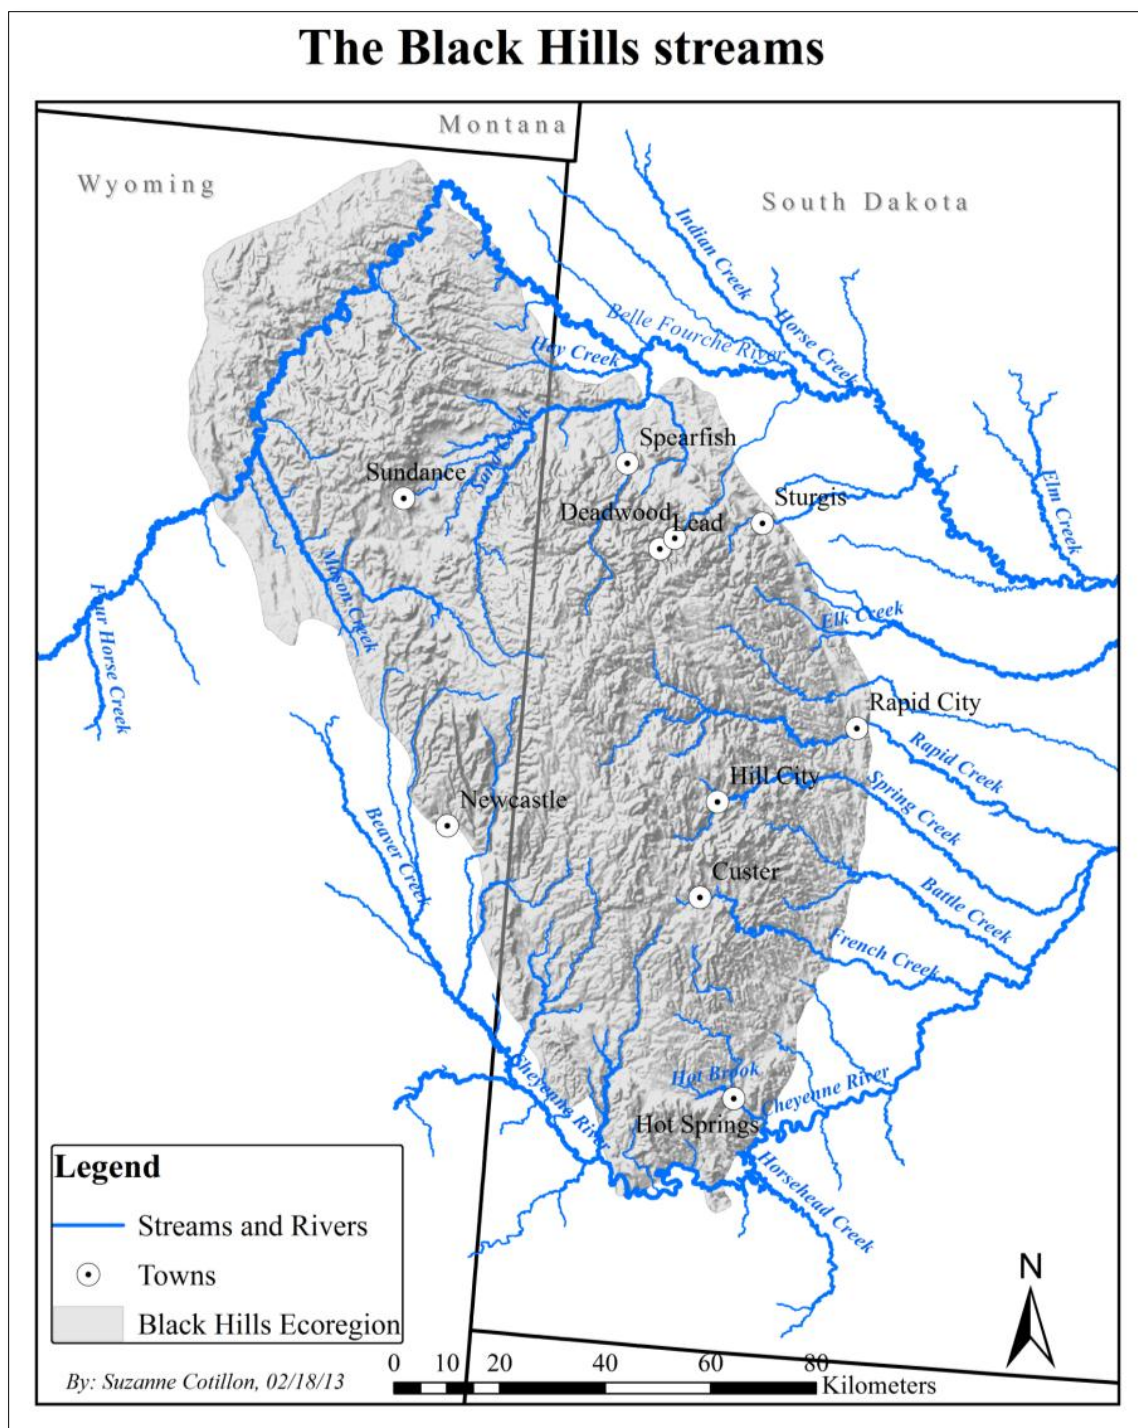 The Black Hills streams
Montana
Wyoming
South Dakota
Indian Creek
Horse Creek
Belle Fourche River
Hay Creek
Sand Creek
Spearfish
Sundance
Sturgis
Deadwood
Lead
Elm Creek
Mason Creek
Four Horse Creek
Elk Creek
Rapid City
Rapid Creek
Hill City
Spring Creek
Newcastle
Beaver Creek
Custer
Battle Creek
French Creek
Cheyenne River
Hot Brook
Cheyenne River
Hot Springs
Horsehead Creek
Legend
Streams and Rivers
Towns
Black Hills Ecoregion
By: Suzanne Cotillon, 02/18/13
N
0 10 20 40 60 80
Kilometers